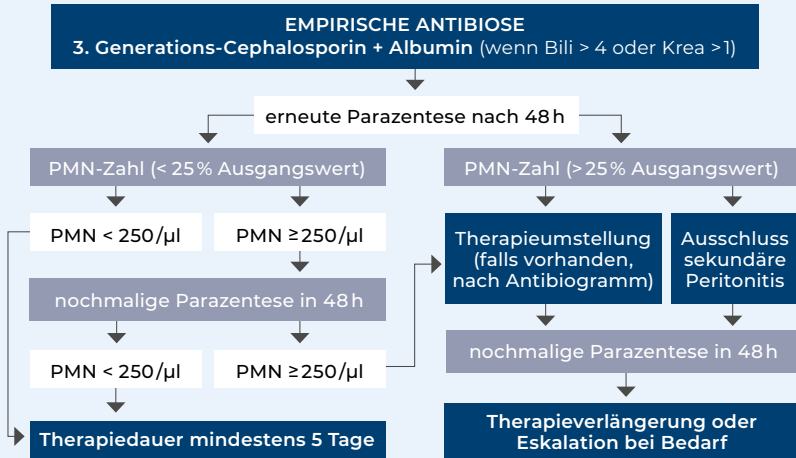 EMPIRISCHE ANTIBIOSE
3. Generations-Cephalosporin + Albumin (wenn Bili > 4 oder Krea >1)
erneute Parazentese nach 48 h
PMN-Zahl (< 25 % Ausgangswert)
PMN-Zahl (> 25 % Ausgangswert)
PMN < 250/µl
PMN ≥ 250/µl
Therapieumstellung
(falls vorhanden,
nach Antibiogramm)
Ausschluss
sekundäre
Peritonitis
nochmalige Parazentese in 48 h
nochmalige Parazentese in 48 h
PMN < 250/µl
PMN ≥ 250/µl
Therapiedauer mindestens 5 Tage
Therapieverlängerung oder
Eskalation bei Bedarf